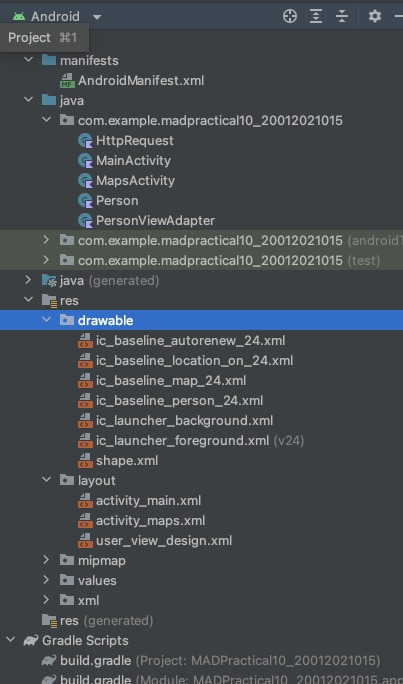 Android
Project ⌘1
manifests
AndroidManifest.xml
java
com.example.madpractical10_20012021015
HttpRequest
MainActivity
MapsActivity
Person
PersonViewAdapter
com.example.madpractical10_20012021015 (androidT
com.example.madpractical10_20012021015 (test)
java (generated)
res
drawable
ic_baseline_autorenew_24.xml
ic_baseline_location_on_24.xml
ic_baseline_map_24.xml
ic_baseline_person_24.xml
ic_launcher_background.xml
ic_launcher_foreground.xml (v24)
shape.xml
layout
activity_main.xml
activity_maps.xml
user_view_design.xml
mipmap
values
xml
res (generated)
Gradle Scripts
build.gradle (Project: MADPractical10_20012021015)
build.gradle (Module: MADPractical10_20012021015.app